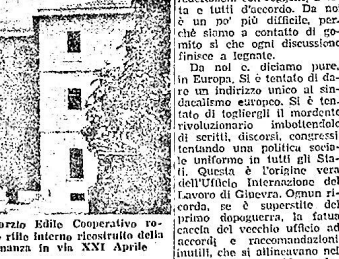 ta e tutti d'accordo. Da noi
è un po' più difficile, per-
chè siamo a contatto di go-
mito sì che ogni discussione
finisce a legnate.
Da noi c. diciamo pure,
in Europa. Si è tentato di da-
re un indirizzo unico al sin-
dacalismo europeo. Si è ten-
tato di togliergli il mordente
rivoluzionario imbottendolo
di scritti, discorsi, congressi
tentando una politica socia-
le uniforme in tutti gli Sta-
ti. Questa è l'origine vera
dell'Ufficio Internazione del
Lavoro di Ginevra. Ognun ri-
corda, se è superstite del
primo dopoguerra, la fatua
caccia del vecchio ufficio ad
accordi e raccomandazioni
inutili, che si allineavano nel
orzio Edile Cooperativo ro-
rtile interno ricostruito della
nanza in via XXI Aprile